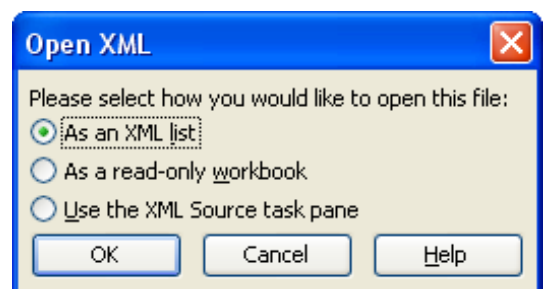 Open XML
Please select how you would like to open this file:
As an XML list
As a read-only workbook
Use the XML Source task pane
OK Cancel Help